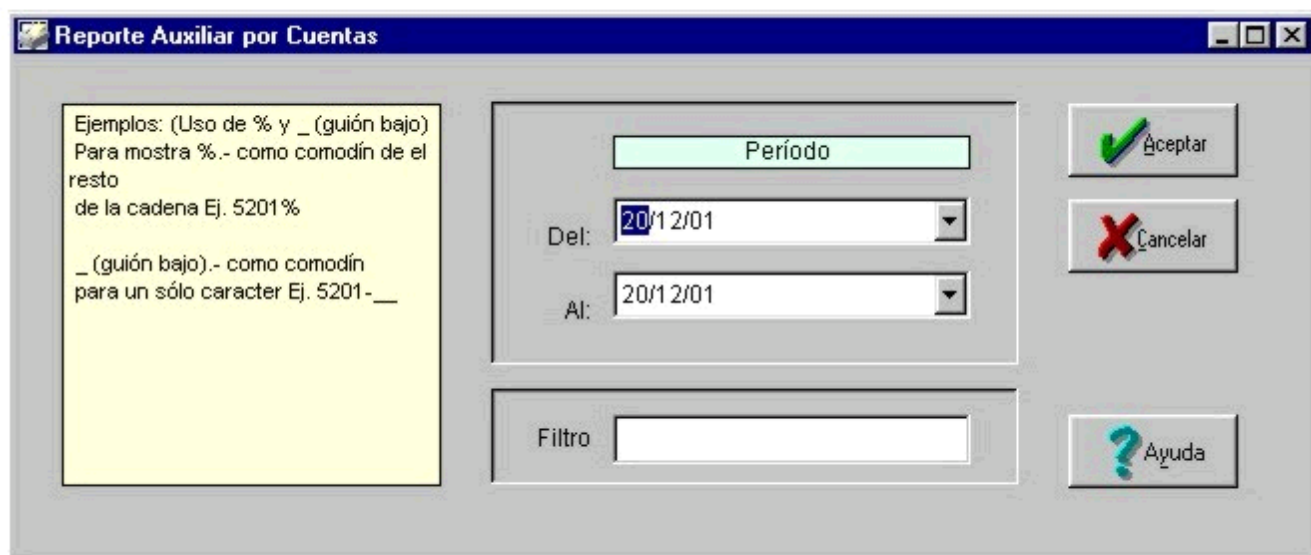 Reporte Auxiliar por Cuentas
Ejemplos: (Uso de % y _ (guión bajo)
Para mostra %.- como comodín de el
resto
de la cadena Ej. 5201%
_ (guión bajo).- como comodín
para un sólo caracter Ej. 5201-__
Período
Del: 20/12/01
Al: 20/12/01
Filtro
Aceptar
Cancelar
Ayuda